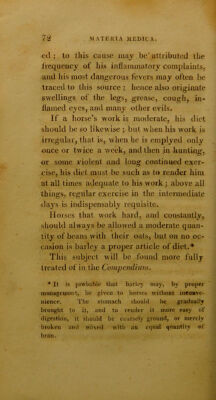 72 MATERIA MEDICA.
ed ; to this cause may be attributed the
frequency of his inflammatory complaints,
and his most dangerous fevers may often be
traced to this source ; hence also originate
swellings of the legs, grease, cough, in-
flamed eyes, and many other evils.
If a horse's work is moderate, his diet
should be so likewise ; but when his work is
irregular, that is, when he is employed only
once or twice a week, and then in hunting,
or some violent and long continued exer-
cise, his diet must be such as to render him
at all times adequate to his work ; above all
things, regular exercise in the intermediate
days is indispensably requisite.
Horses that work hard, and constantly,
should always be allowed a moderate quan-
tity of beans with their oats, but on no oc-
casion is barley a proper article of diet.*
This subject will be found more fully
treated of in the Compendium.
* It is probable that barley may, by proper
management, be given to horses without inconve-
nience. The stomach should be gradually
brought to it, and to render it more easy of
digestion, it should be coarsely ground, or merely
broken and mixed with an equal quantity of
bran.